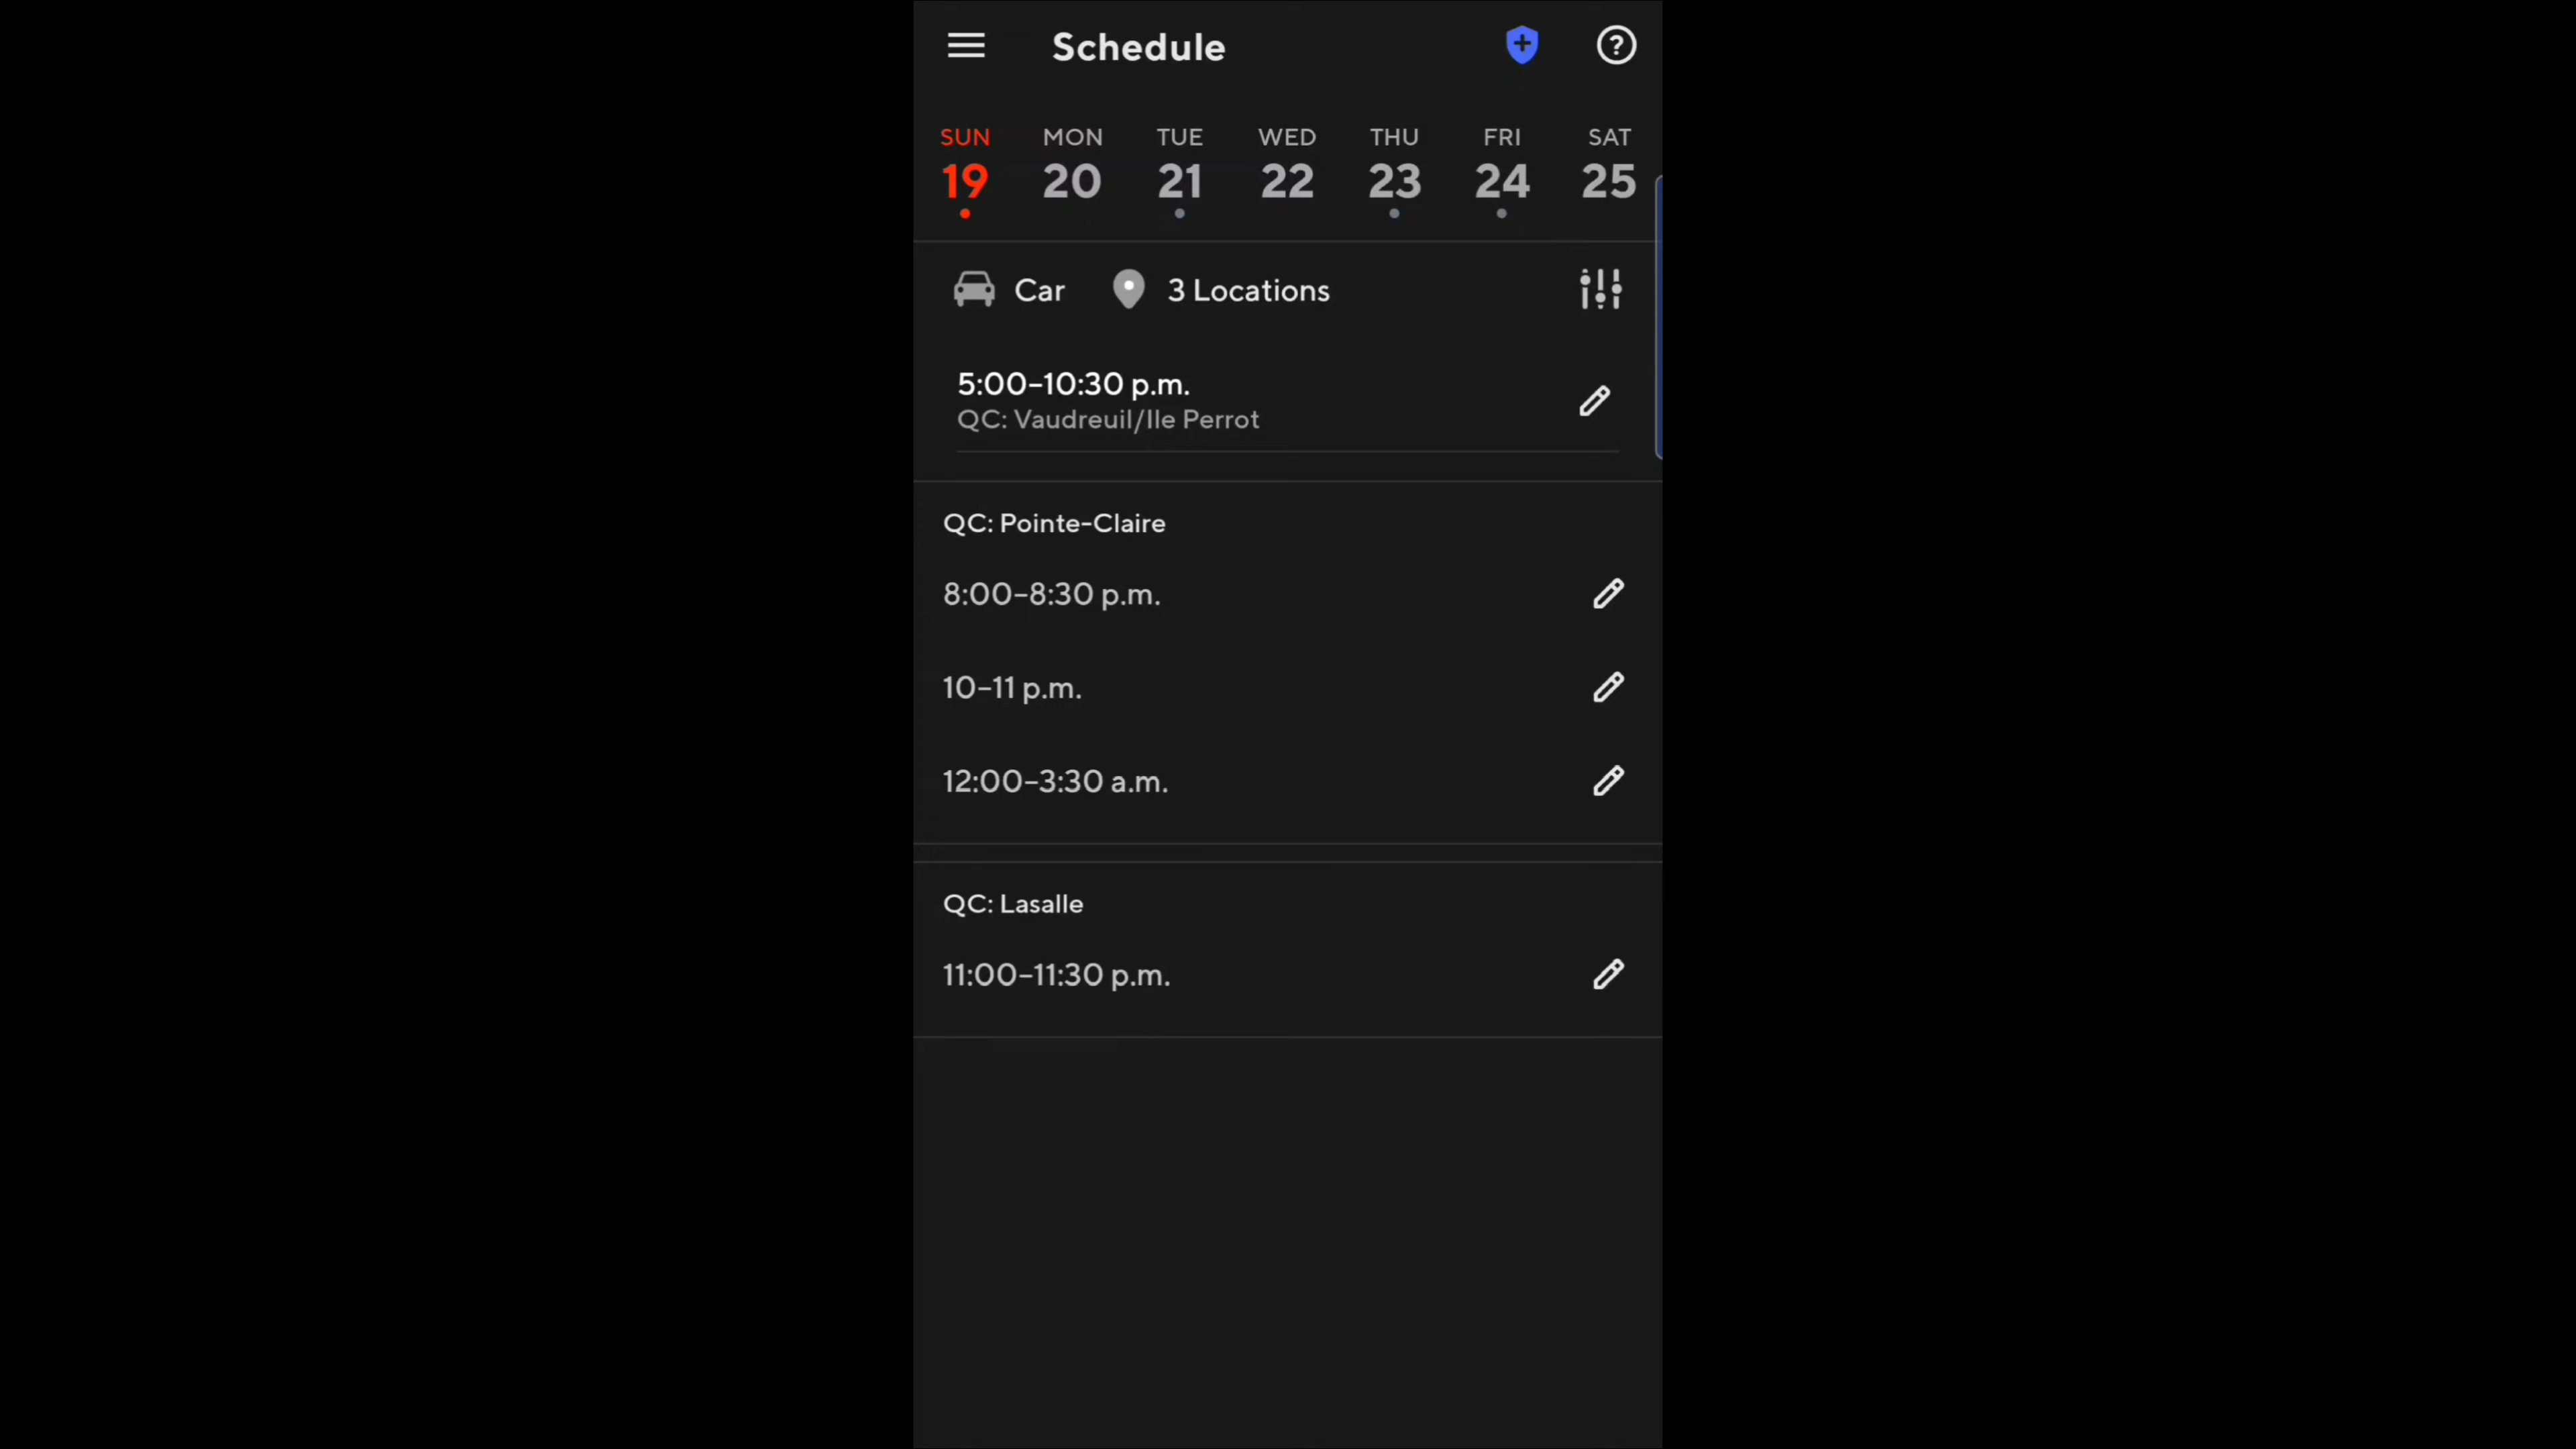 Schedule
SUN MON TUE WED THU FRI SAT
19 20 21 22 23 24 25
Car 3 Locations
5:00–10:30 p.m.
QC: Vaudreuil/Ile Perrot
QC: Pointe-Claire
8:00–8:30 p.m.
10–11 p.m.
12:00–3:30 a.m.
QC: Lasalle
11:00–11:30 p.m.